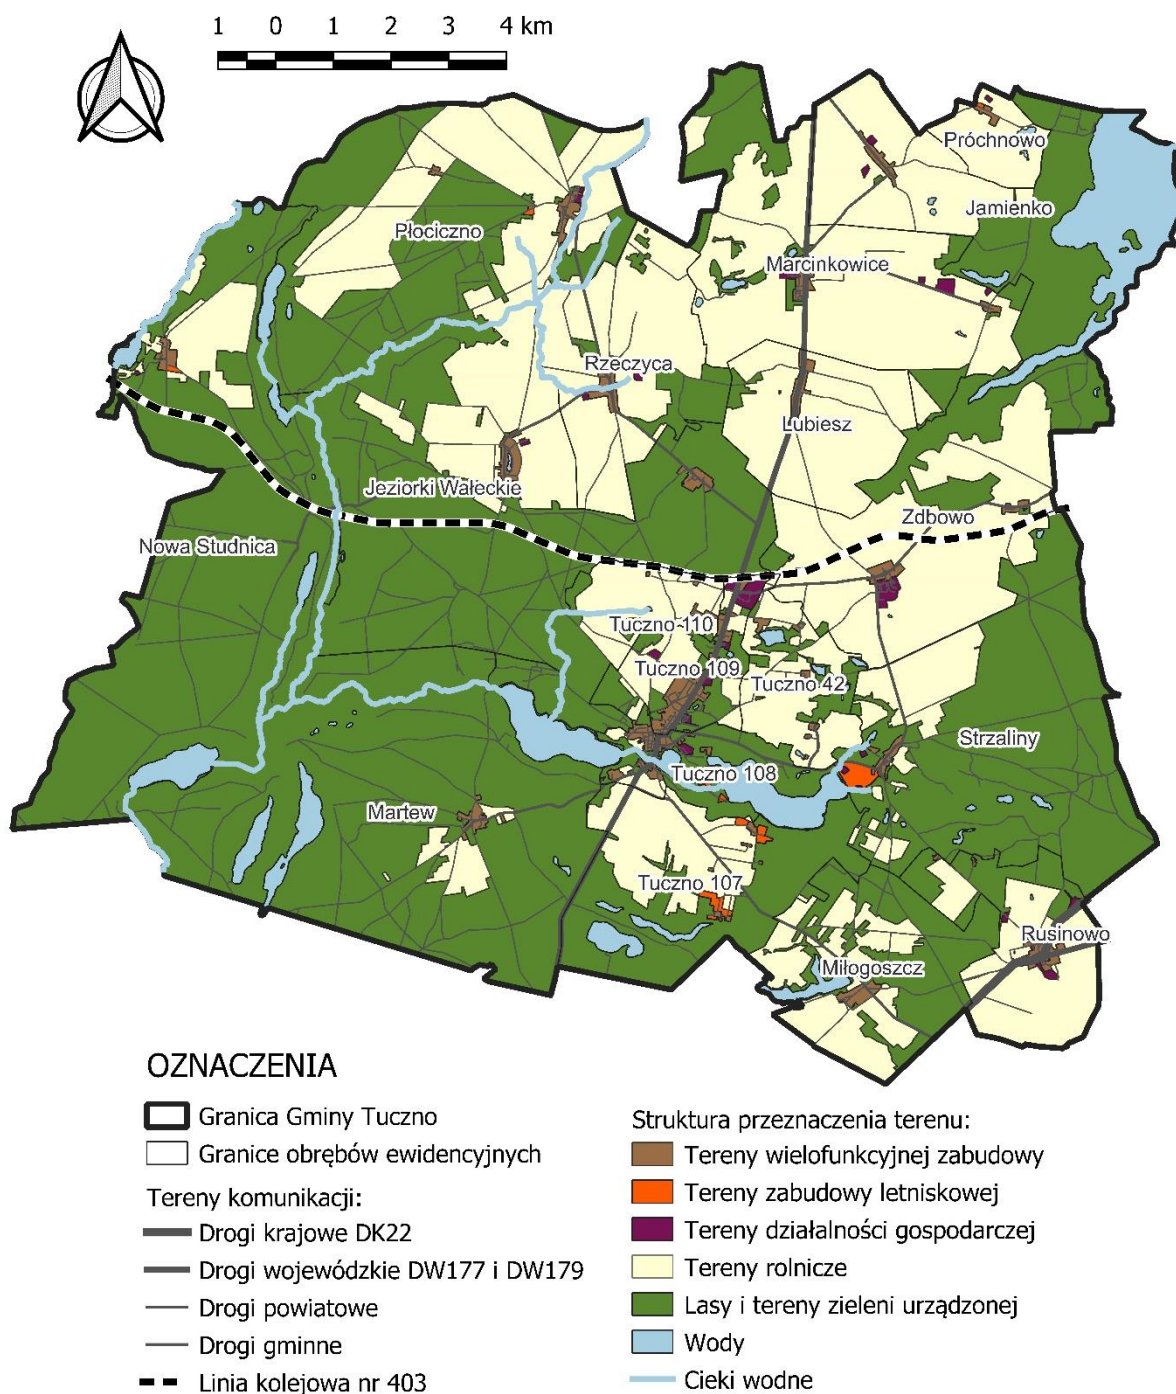 1 0 1 2 3 4 km
Próchnowo
Jamienko
Płociczno
Marcinkowice
Rzeczyca
Lubiesz
Jeziorki Wałeckie
Zdbowo
Nowa Studnica
Tuczno 110
Tuczno 109
Tuczno 42
Strzaliny
Tuczno 108
Martew
Tuczno 107
Rusinowo
Miłogoszcz
OZNACZENIA
Granica Gminy Tuczno
Granice obrębów ewidencyjnych
Tereny komunikacji:
Drogi krajowe DK22
Drogi wojewódzkie DW177 i DW179
Drogi powiatowe
Drogi gminne
Linia kolejowa nr 403
Struktura przeznaczenia terenu:
Tereny wielofunkcyjnej zabudowy
Tereny zabudowy letniskowej
Tereny działalności gospodarczej
Tereny rolnicze
Lasy i tereny zieleni urządzonej
Wody
Cieki wodne